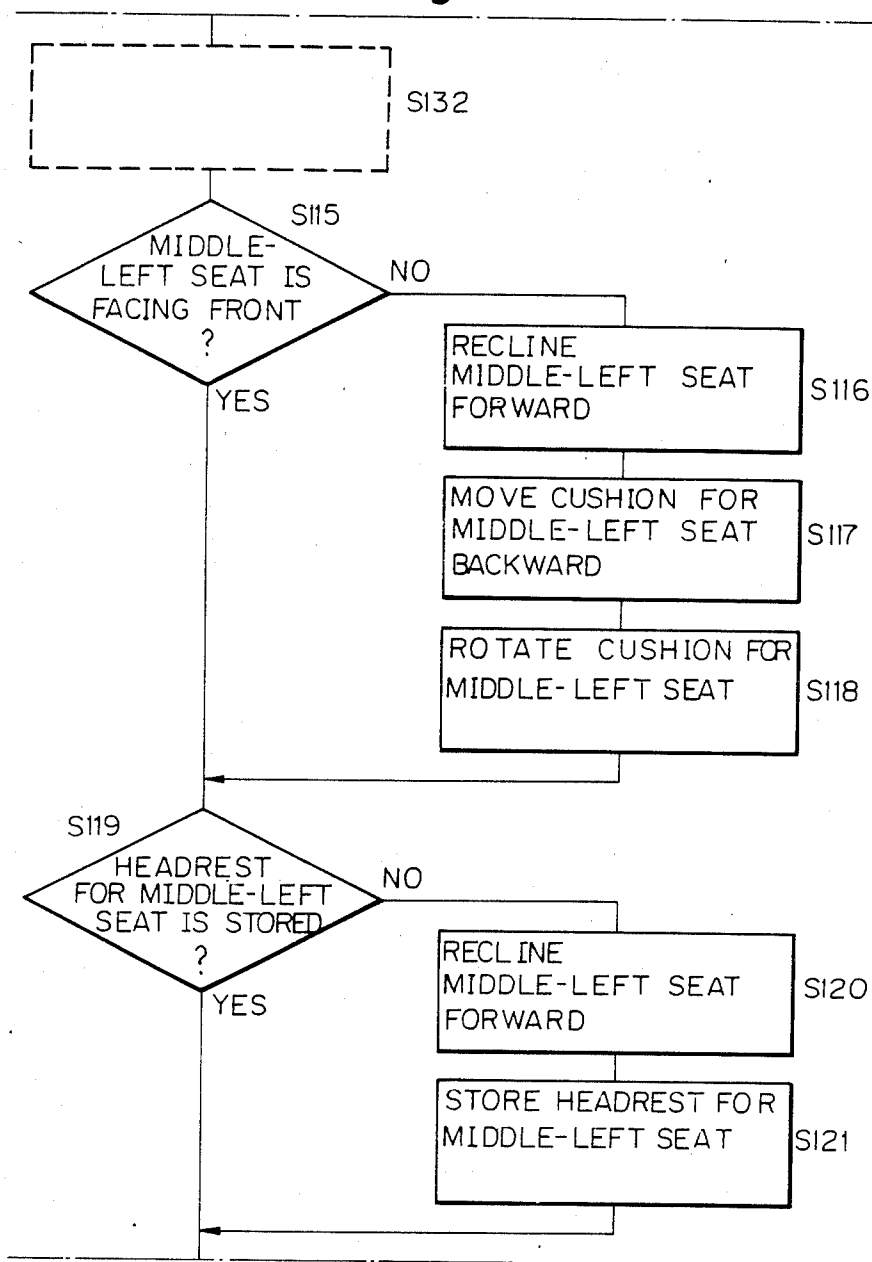 S132
S115
MIDDLE-
LEFT SEAT IS
FACING FRONT
?
NO
YES
RECLINE
MIDDLE-LEFT SEAT
FORWARD
S116
MOVE CUSHION FOR
MIDDLE-LEFT SEAT
BACKWARD
S117
ROTATE CUSHION FOR
MIDDLE-LEFT SEAT
S118
S119
HEADREST
FOR MIDDLE-LEFT
SEAT IS STORED
?
NO
YES
RECLINE
MIDDLE-LEFT SEAT
FORWARD
S120
STORE HEADREST FOR
MIDDLE-LEFT SEAT
S121